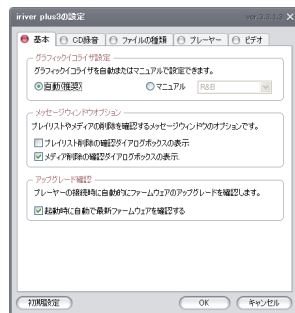 iriver plus3の設定
ver.3.2.1.3
基本 CD録音 ファイルの種類 プレーヤー ビデオ
グラフィックイコライザ設定
グラフィックイコライザを自動またはマニュアルで設定できます。
自動(推奨) マニュアル R&B
メッセージウィンドウオプション
プレイリストやメディアの削除を確認するメッセージウィンドウのオプションです。
プレイリスト削除の確認ダイアログボックスの表示
メディア削除の確認ダイアログボックスの表示
アップグレード確認
プレーヤーの接続時に自動的にファームウェアのアップグレードを確認します。
起動時に自動で最新ファームウェアを確認する
初期設定 OK キャンセル